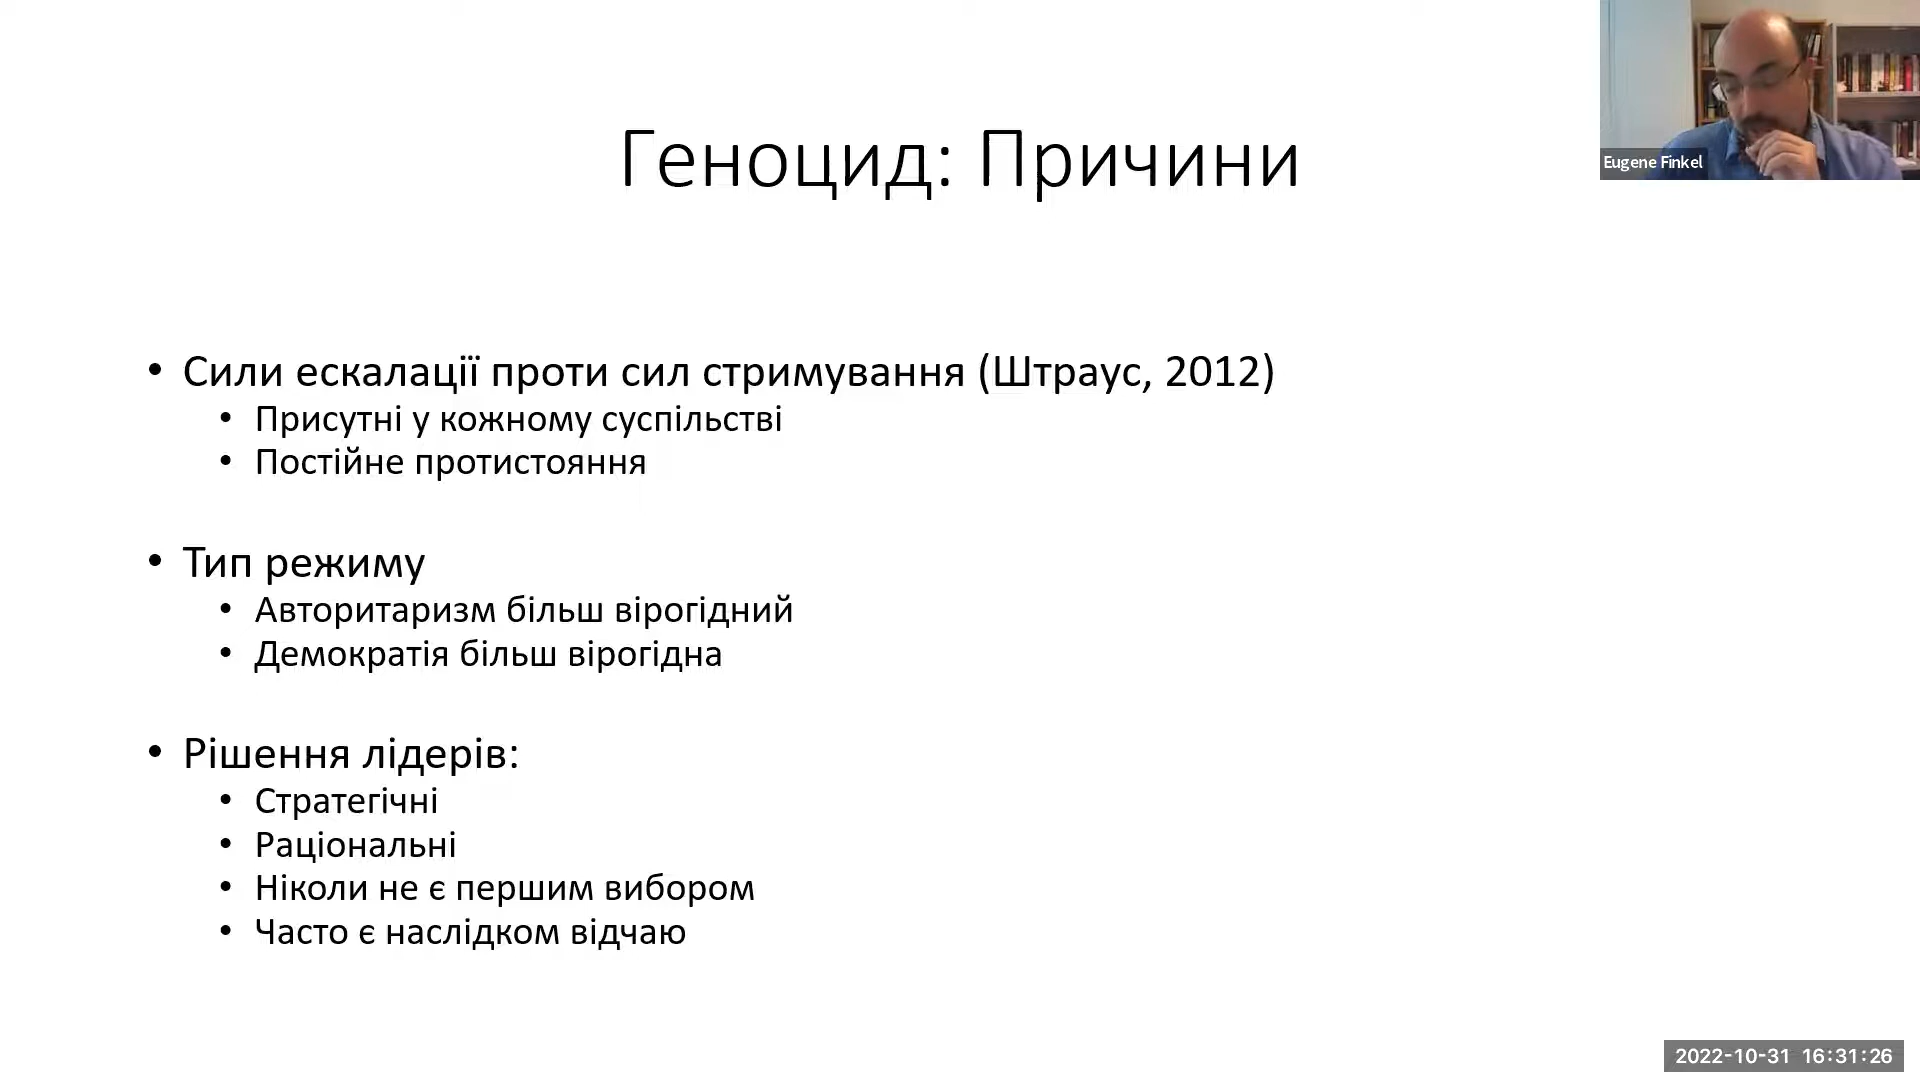 Eugene Finkel
Геноцид: Причини
• Сили ескалації проти сил стримування (Штраус, 2012)
• Присутні у кожному суспільстві
• Постійне протистояння
• Тип режиму
• Авторитаризм більш вірогідний
• Демократія більш вірогідна
• Рішення лідерів:
• Стратегічні
• Раціональні
• Ніколи не є першим вибором
• Часто є наслідком відчаю
2022-10-31 16:31:26